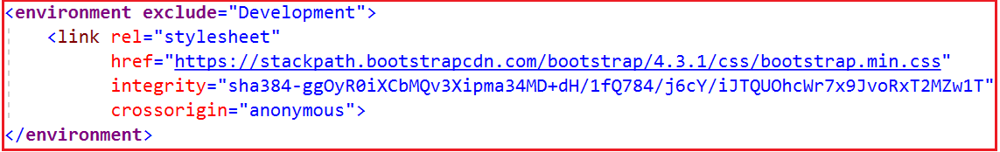 <environment exclude="Development">
<link rel="stylesheet"
href="https://stackpath.bootstrapcdn.com/bootstrap/4.3.1/css/bootstrap.min.css"
integrity="sha384-ggOyR0iXCbMQv3Xipma34MD+dH/1fQ784/j6cY/iJTQUOhcWr7x9JvoRxT2MZw1T"
crossorigin="anonymous">
</environment>